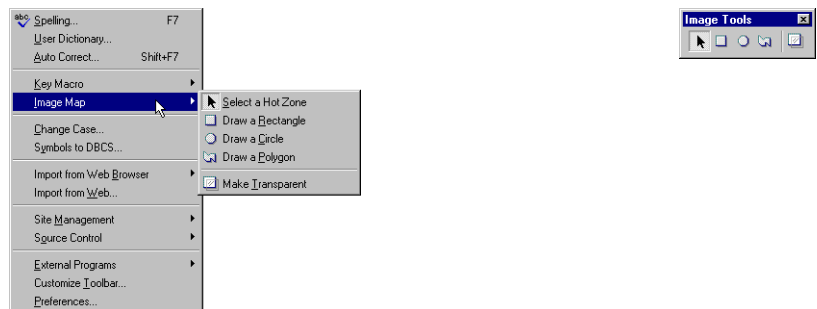 Spelling... F7
User Dictionary...
Auto Correct... Shift+F7
Key Macro
Image Map
Change Case...
Symbols to DBCS...
Import from Web Browser
Import from Web...
Site Management
Source Control
External Programs
Customize Toolbar...
Preferences...
Select a Hot Zone
Draw a Rectangle
Draw a Circle
Draw a Polygon
Make Transparent
Image Tools